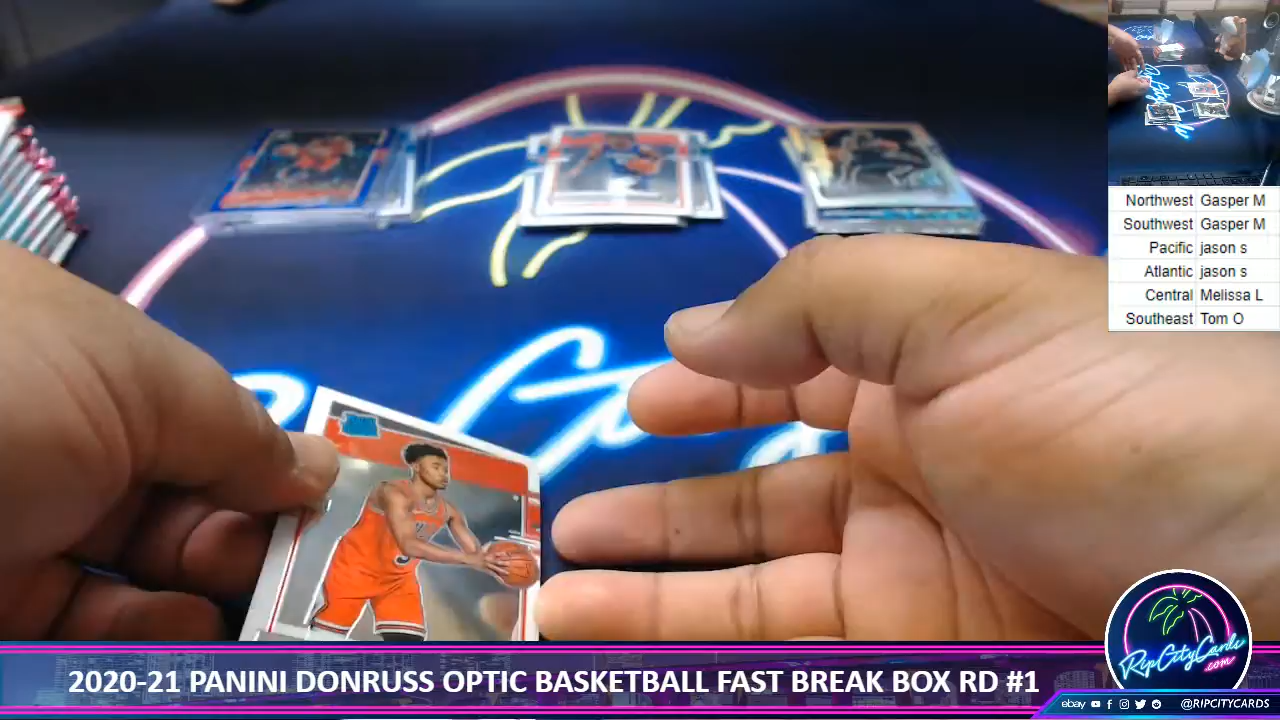 Northwest Gasper M
Southwest Gasper M
Pacific jason s
Atlantic jason s
Central Melissa L
Southeast Tom O
RipCityCards
.com
2020-21 PANINI DONRUSS OPTIC BASKETBALL FAST BREAK BOX RD #1
ebay @RIPCITYCARDS